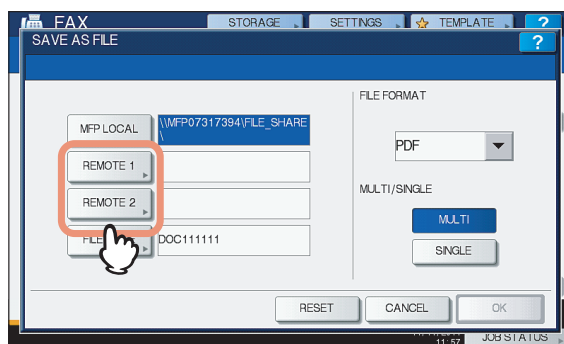 FAX
STORAGE
SETTINGS
TEMPLATE
?
SAVE AS FILE
?
FILE FORMAT
MFP LOCAL
\\MFP07317394\FILE_SHARE
\
PDF
REMOTE 1
MULTI/SINGLE
REMOTE 2
MULTI
FILE
DOC111111
SINGLE
RESET
CANCEL
OK
11:57
JOB STATUS